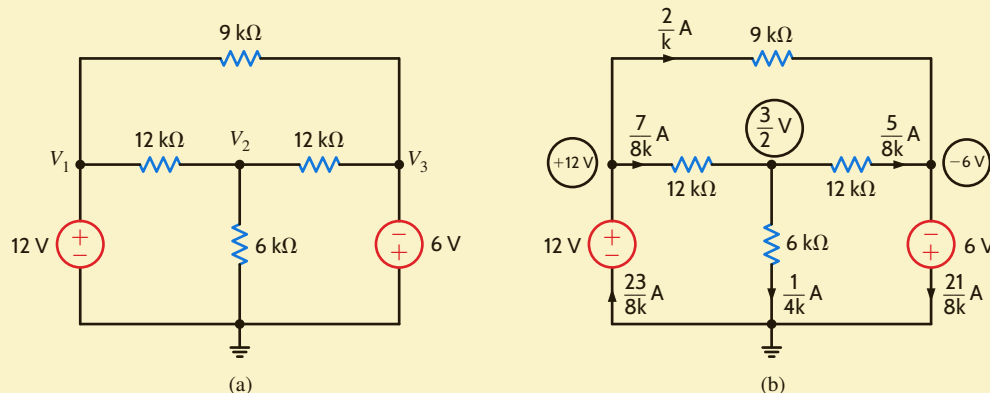 9 kΩ
12 kΩ
12 kΩ
V1
V2
V3
12 V
+
−
6 kΩ
−
+
6 V
(a)
2/k A
9 kΩ
+12 V
7/8k A
3/2 V
5/8k A
−6 V
12 kΩ
12 kΩ
12 V
+
−
6 kΩ
−
+
6 V
23/8k A
1/4k A
21/8k A
(b)